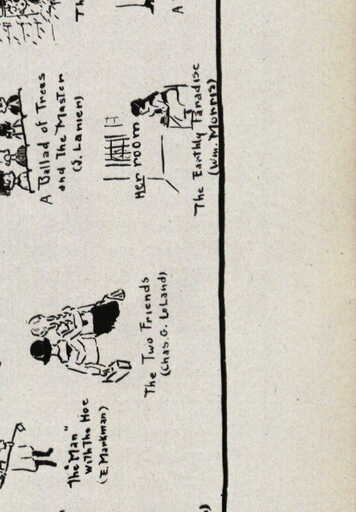 Th
A
A Ballad of Trees
and The Master
(S. Lanier)
Her room
The Earthly Paradise
(Wm. Morris)
The Two Friends
(Chas. G. LeLand)
The "Man"
With The Hoe
(E. Markman)
)